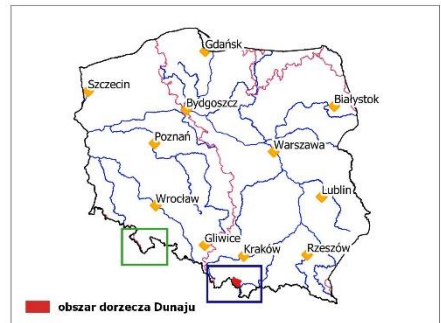 Gdańsk
Szczecin
Bydgoszcz
Białystok
Poznań
Warszawa
Wrocław
Lublin
Gliwice
Kraków
Rzeszów
obszar dorzecza Dunaju